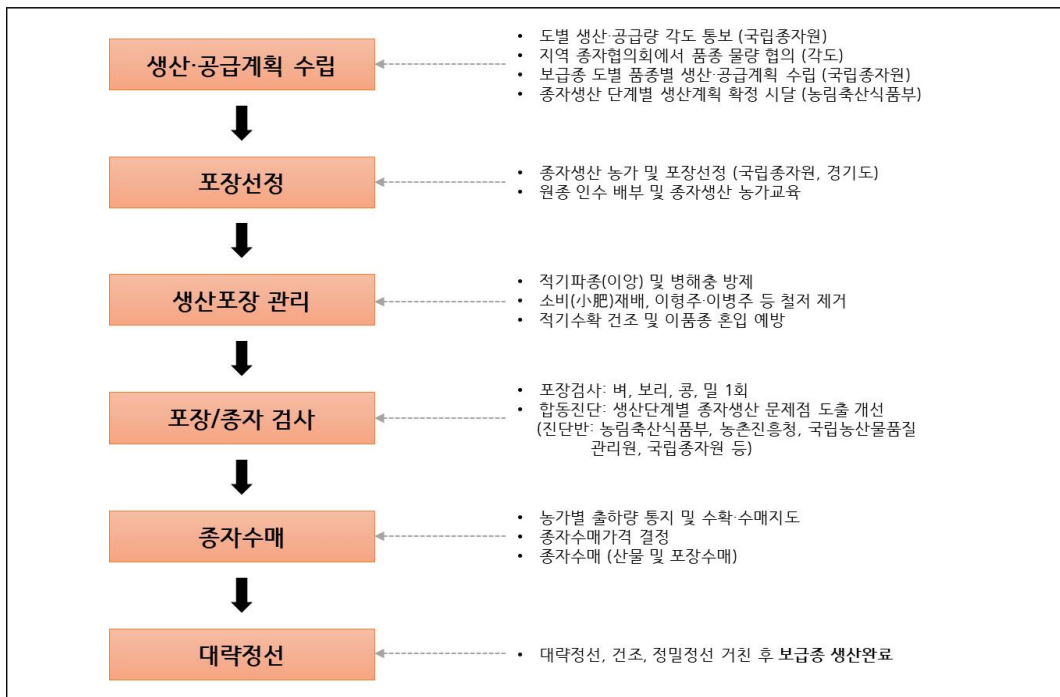 생산·공급계획 수립
• 도별 생산·공급량 각도 통보 (국립종자원)
• 지역 종자협의회에서 품종 물량 협의 (각도)
• 보급종 도별 품종별 생산·공급계획 수립 (국립종자원)
• 종자생산 단계별 생산계획 확정 시달 (농림축산식품부)
포장선정
• 종자생산 농가 및 포장선정 (국립종자원, 경기도)
• 원종 인수 배부 및 종자생산 농가교육
생산포장 관리
• 적기파종(이앙) 및 병해충 방제
• 소비(小肥)재배, 이형주·이병주 등 철저 제거
• 적기수확 건조 및 이품종 혼입 예방
포장/종자 검사
• 포장검사: 벼, 보리, 콩, 밀 1회
• 합동진단: 생산단계별 종자생산 문제점 도출 개선
(진단반: 농림축산식품부, 농촌진흥청, 국립농산물품질
관리원, 국립종자원 등)
종자수매
• 농가별 출하량 통지 및 수확·수매지도
• 종자수매가격 결정
• 종자수매 (산물 및 포장수매)
대략정선
• 대략정선, 건조, 정밀정선 거친 후 보급종 생산완료